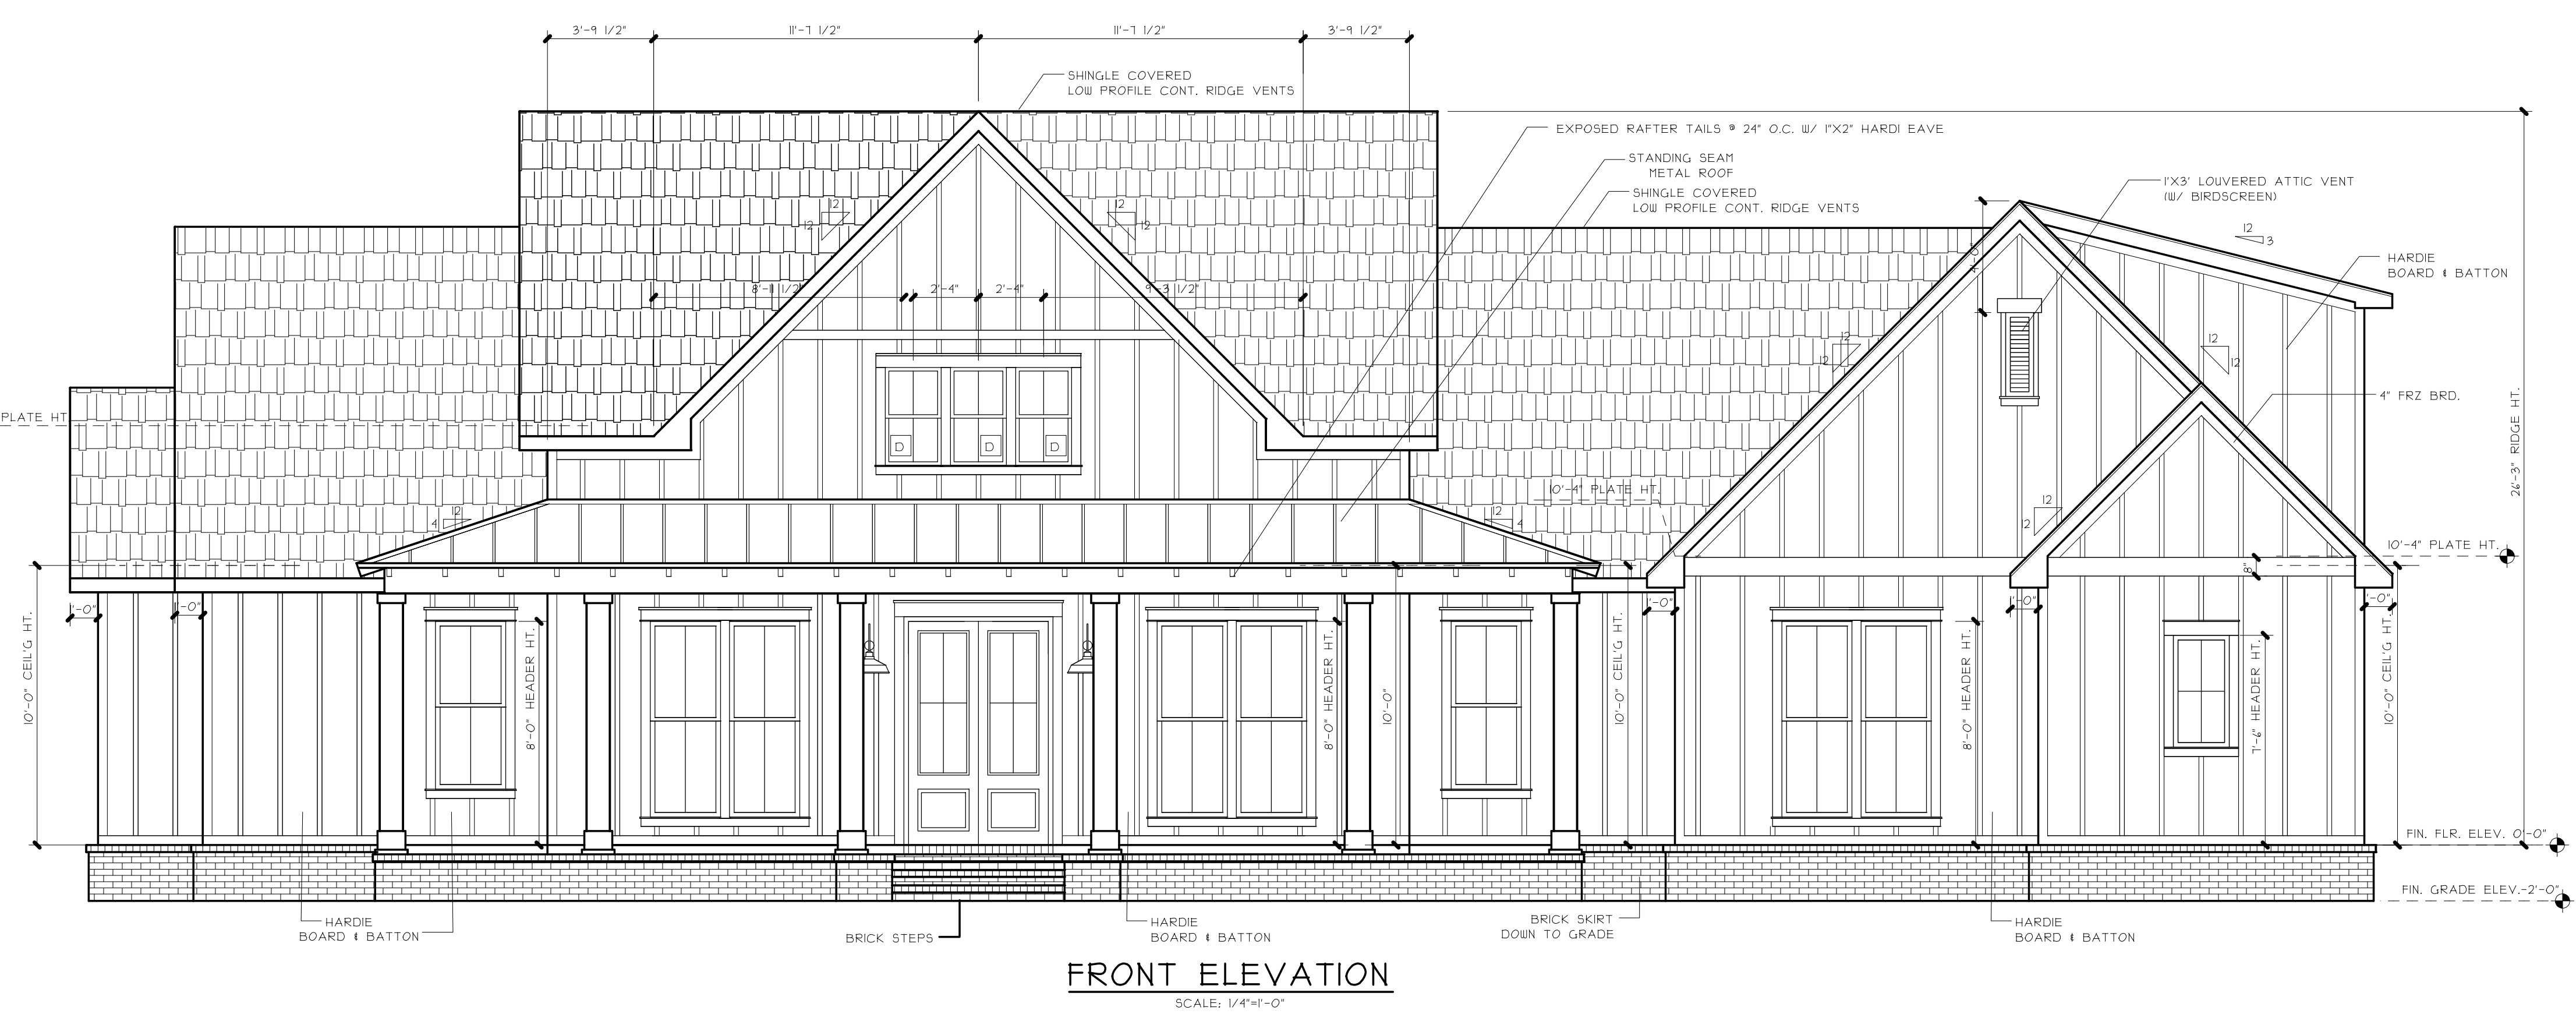 3'-9 1/2"
11'-7 1/2"
11'-7 1/2"
3'-9 1/2"
SHINGLE COVERED
LOW PROFILE CONT. RIDGE VENTS
EXPOSED RAFTER TAILS @ 24" O.C. W/ 1"X2" HARDI EAVE
STANDING SEAM
METAL ROOF
SHINGLE COVERED
LOW PROFILE CONT. RIDGE VENTS
1'X3' LOUVERED ATTIC VENT
(W/ BIRDSCREEN)
12
12
12
12
12
3
4'-0"
HARDIE
BOARD & BATTON
8'-11 1/2"
2'-4"
2'-4"
9'-3 1/2"
12
12
12
12
4" FRZ BRD.
26'-3" RIDGE HT.
PLATE HT.
D
D
D
10'-4" PLATE HT.
12
4
12
4
12
12
10'-4" PLATE HT.
8"
1'-0"
1'-0"
1'-0"
1'-0"
1'-0"
10'-0" CEIL'G HT.
8'-0" HEADER HT.
8'-0" HEADER HT.
10'-0"
10'-0" CEIL'G HT.
8'-0" HEADER HT.
7'-6" HEADER HT.
10'-0" CEIL'G HT.
FIN. FLR. ELEV. 0'-0"
FIN. GRADE ELEV.-2'-0"
HARDIE
BOARD & BATTON
BRICK STEPS
HARDIE
BOARD & BATTON
BRICK SKIRT
DOWN TO GRADE
HARDIE
BOARD & BATTON
FRONT ELEVATION
SCALE: 1/4"=1'-0"